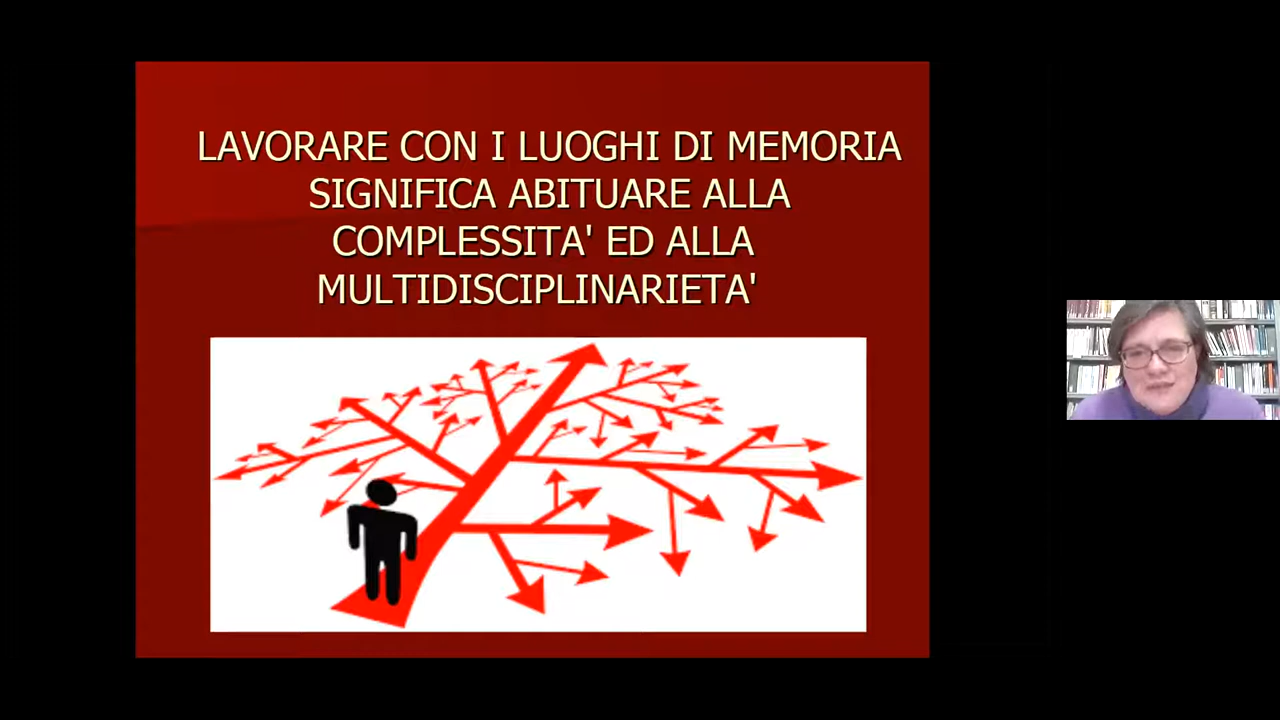 LAVORARE CON I LUOGHI DI MEMORIA
SIGNIFICA ABITUARE ALLA
COMPLESSITA' ED ALLA
MULTIDISCIPLINARIETA'